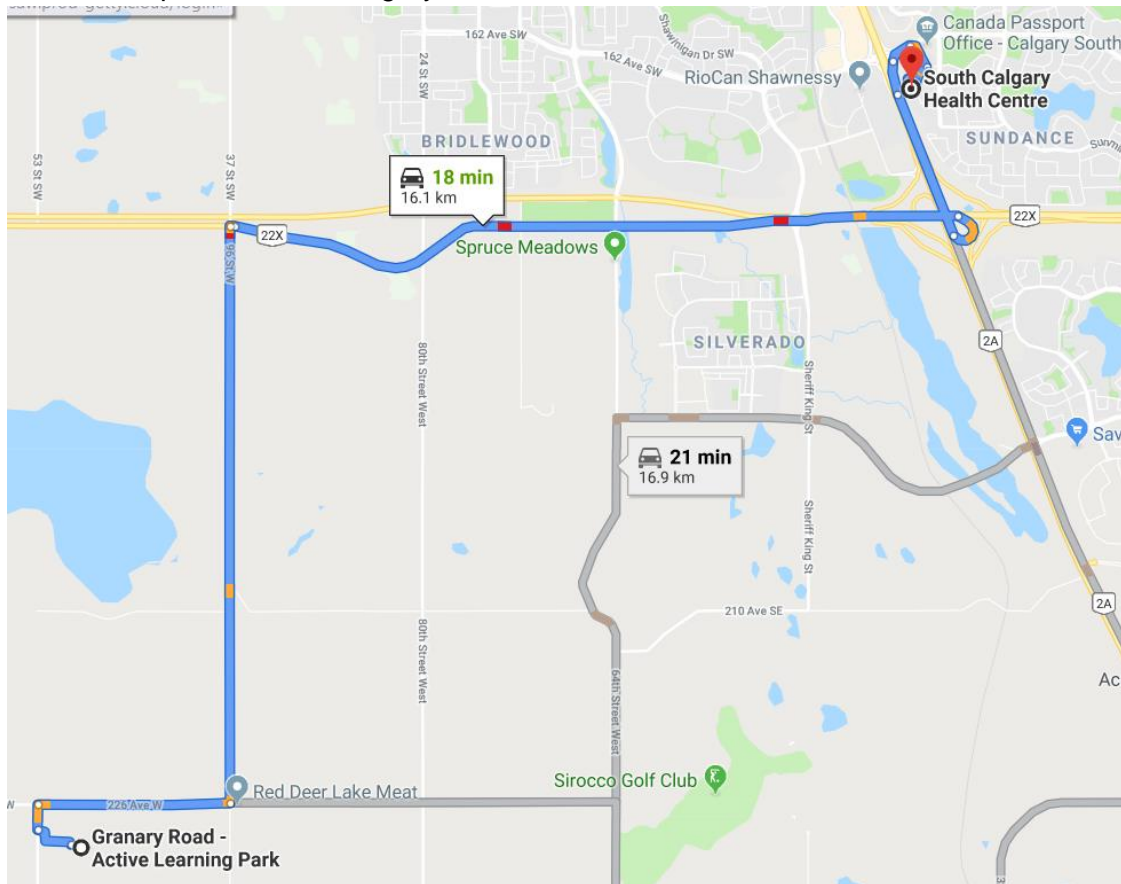 162 Ave SW
24 St SW
Shawnigan Dr SW
162 Ave SW
RioCan Shawnessy
Canada Passport
Office - Calgary South
South Calgary
Health Centre
SUNDANCE
BRIDLEWOOD
53 St SW
37 St SW
18 min
16.1 km
22X
22X
Spruce Meadows
96 St W
SILVERADO
2A
80th Street West
Sheriff King St
21 min
16.9 km
Sav
Sheriff King St
210 Ave SE
2A
80th Street West
64th Street West
Ac
Sirocco Golf Club
Red Deer Lake Meat
W
226 Ave W
Granary Road -
Active Learning Park